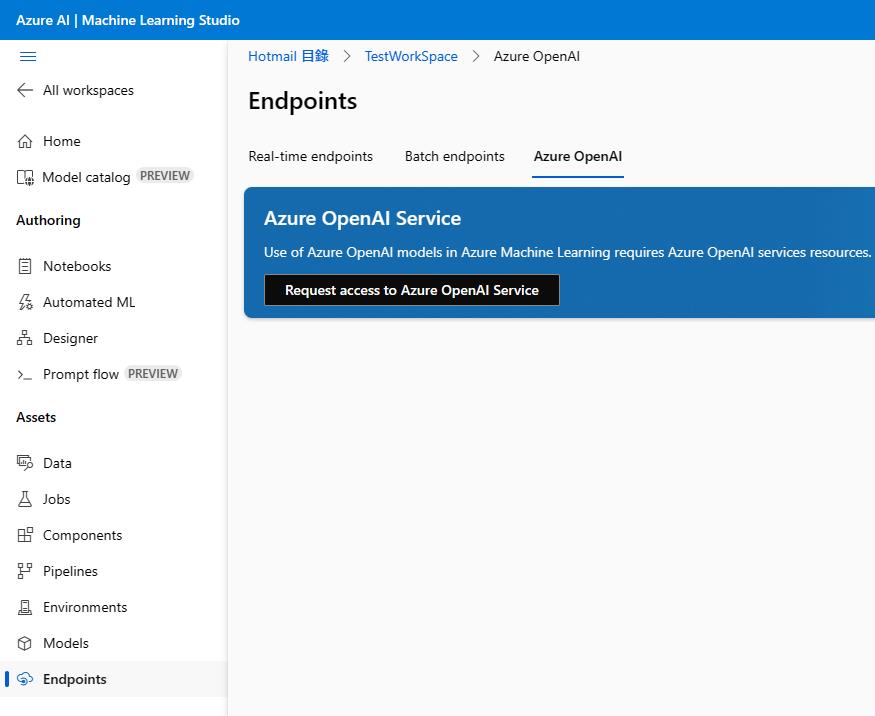 Azure AI | Machine Learning Studio
All workspaces
Home
Model catalog PREVIEW
Authoring
Notebooks
Automated ML
Designer
Prompt flow PREVIEW
Assets
Data
Jobs
Components
Pipelines
Environments
Models
Endpoints
Hotmail 目錄 > TestWorkSpace > Azure OpenAI
Endpoints
Real-time endpoints Batch endpoints Azure OpenAI
Azure OpenAI Service
Use of Azure OpenAI models in Azure Machine Learning requires Azure OpenAI services resources.
Request access to Azure OpenAI Service